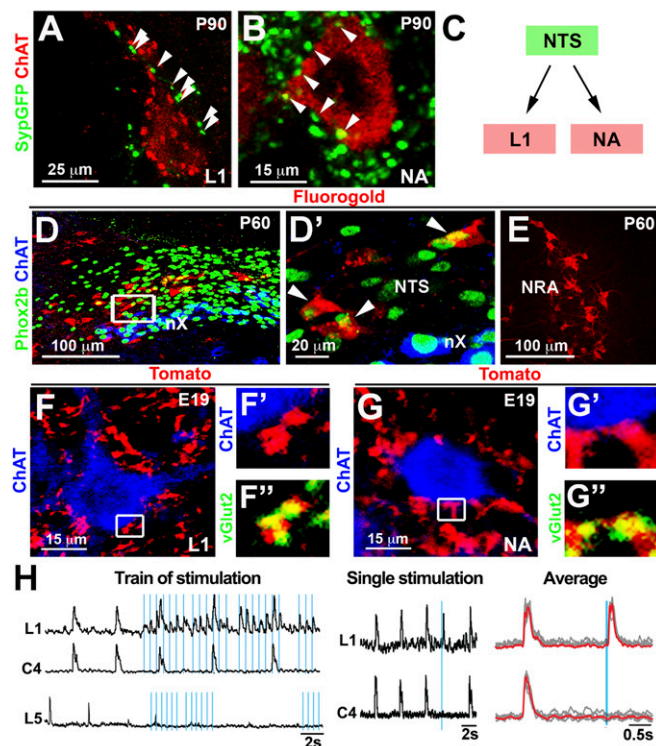 A
P90
SypGFP ChAT
25 µm
L1
B
P90
15 µm
NA
C
NTS
L1
NA
Fluorogold
D
P60
Phox2b ChAT
nX
100 µm
D'
NTS
nX
20 µm
E
P60
NRA
100 µm
Tomato
Tomato
F
E19
ChAT
15 µm
L1
F'
ChAT
F''
vGlut2
G
E19
ChAT
15 µm
NA
G'
ChAT
G''
vGlut2
H
Train of stimulation
Single stimulation
Average
L1
C4
L5
2s
L1
C4
2s
0.5s